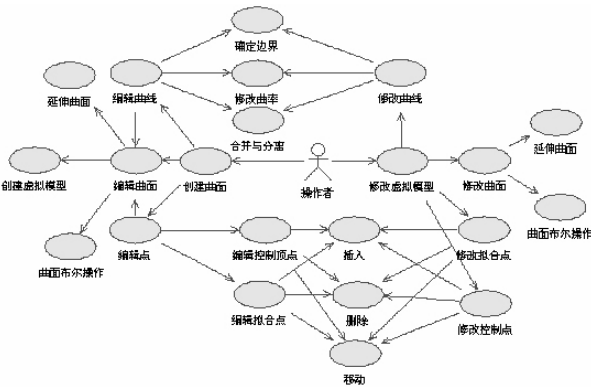 确定边界
延伸曲面
编辑曲线
修改曲率
修改曲线
合并与分割
延伸曲面
创建虚拟模型
编辑曲面
创建曲面
操作者
修改虚拟模型
修改曲面
曲面布尔操作
编辑点
编辑控制顶点
插入
修改拟合点
曲面布尔操作
编辑拟合点
删除
修改控制点
移动